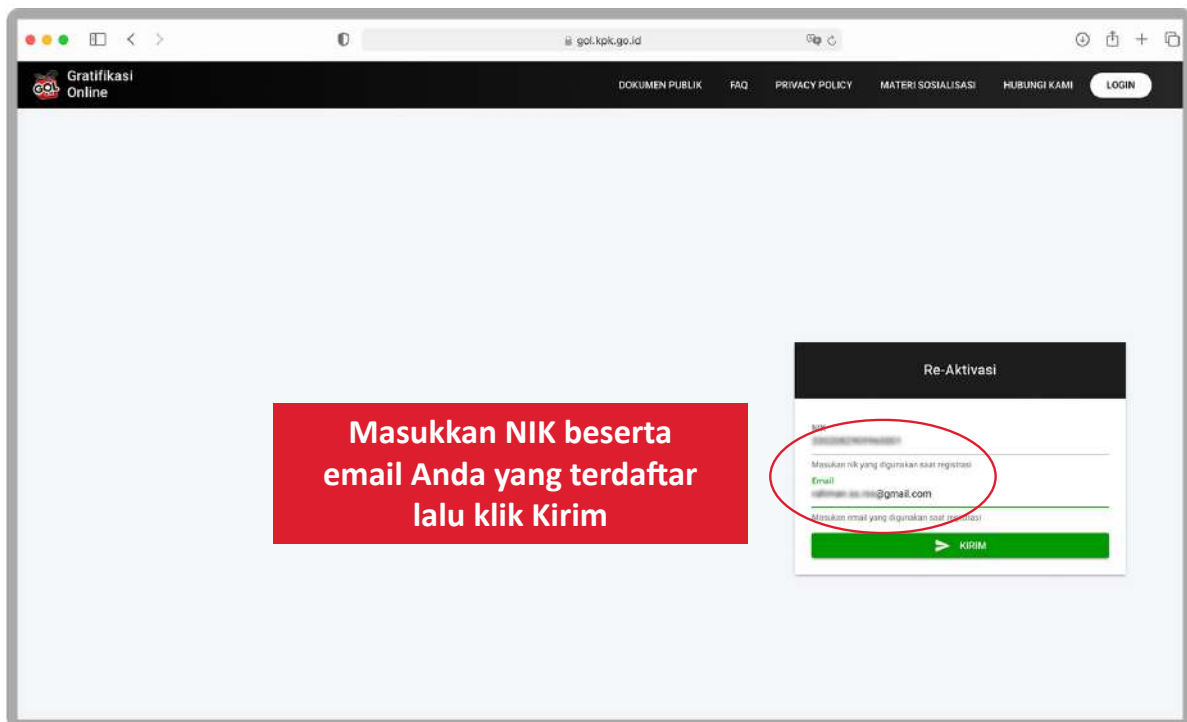 gol.kpk.go.id
GOL
Gratifikasi
Online
DOKUMEN PUBLIK
FAQ
PRIVACY POLICY
MATERI SOSIALISASI
HUBUNGI KAMI
LOGIN
Re-Aktivasi
Masukkan NIK beserta
email Anda yang terdaftar
lalu klik Kirim
NIK
Masukan nik yang digunakan saat registrasi
Email
@gmail.com
Masukan email yang digunakan saat registrasi
KIRIM